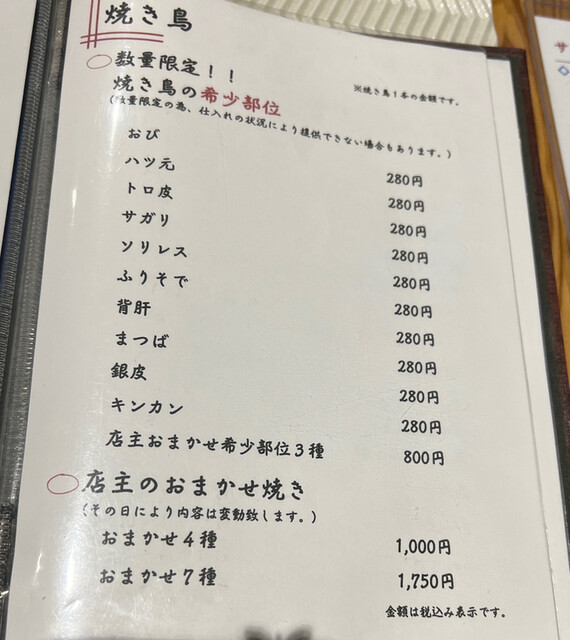 焼き鳥
○数量限定!!
焼き鳥の希少部位
※焼き鳥1本の金額です。
(数量限定の為、仕入れの状況により提供できない場合もあります。)
おび 280円
ハツ元 280円
トロ皮 280円
サガリ 280円
ソリレス 280円
ふりそで 280円
背肝 280円
まつば 280円
銀皮 280円
キンカン 280円
店主おまかせ希少部位3種 800円
○店主のおまかせ焼き
(その日により内容は変動致します。)
おまかせ4種 1,000円
おまかせ7種 1,750円
金額は税込み表示です。
サ